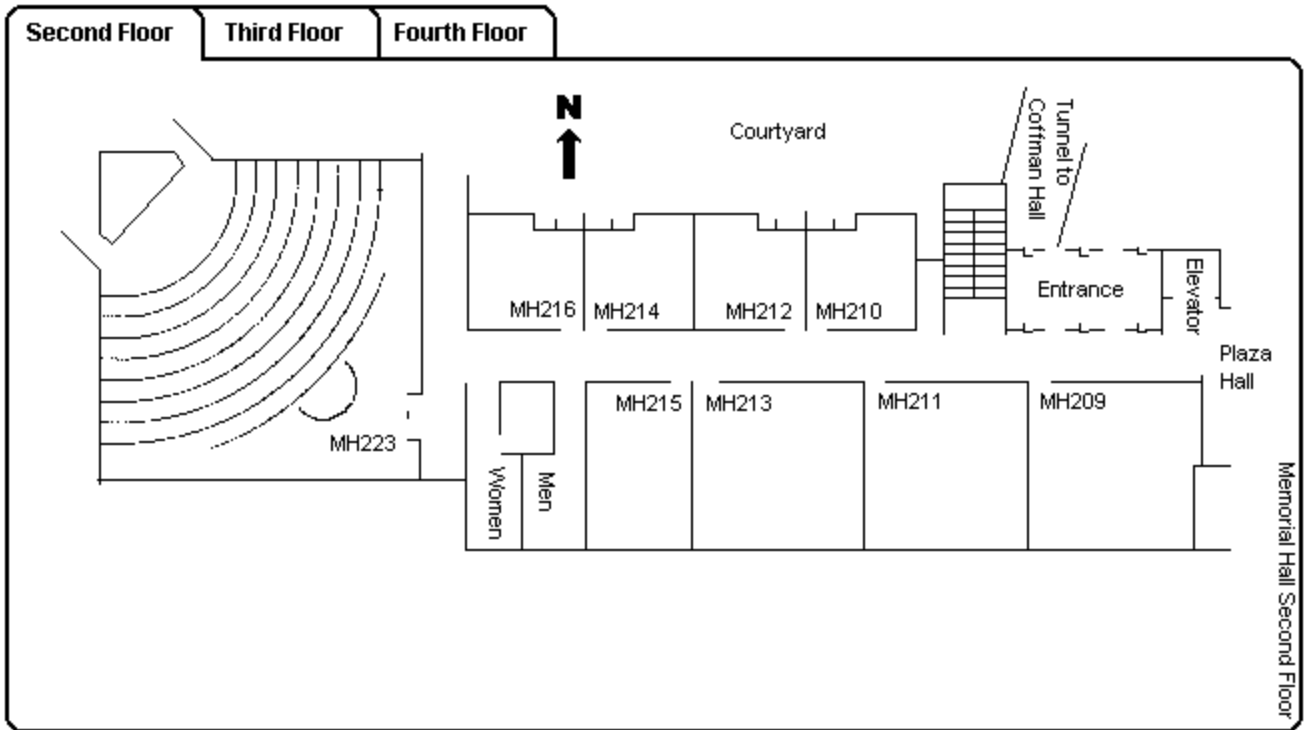 Second Floor
Third Floor
Fourth Floor
N
Courtyard
Tunnel to
Coffman Hall
Entrance
Elevator
MH216
MH214
MH212
MH210
Plaza
Hall
MH215
MH213
MH211
MH209
MH223
Women
Men
Memorial Hall Second Floor